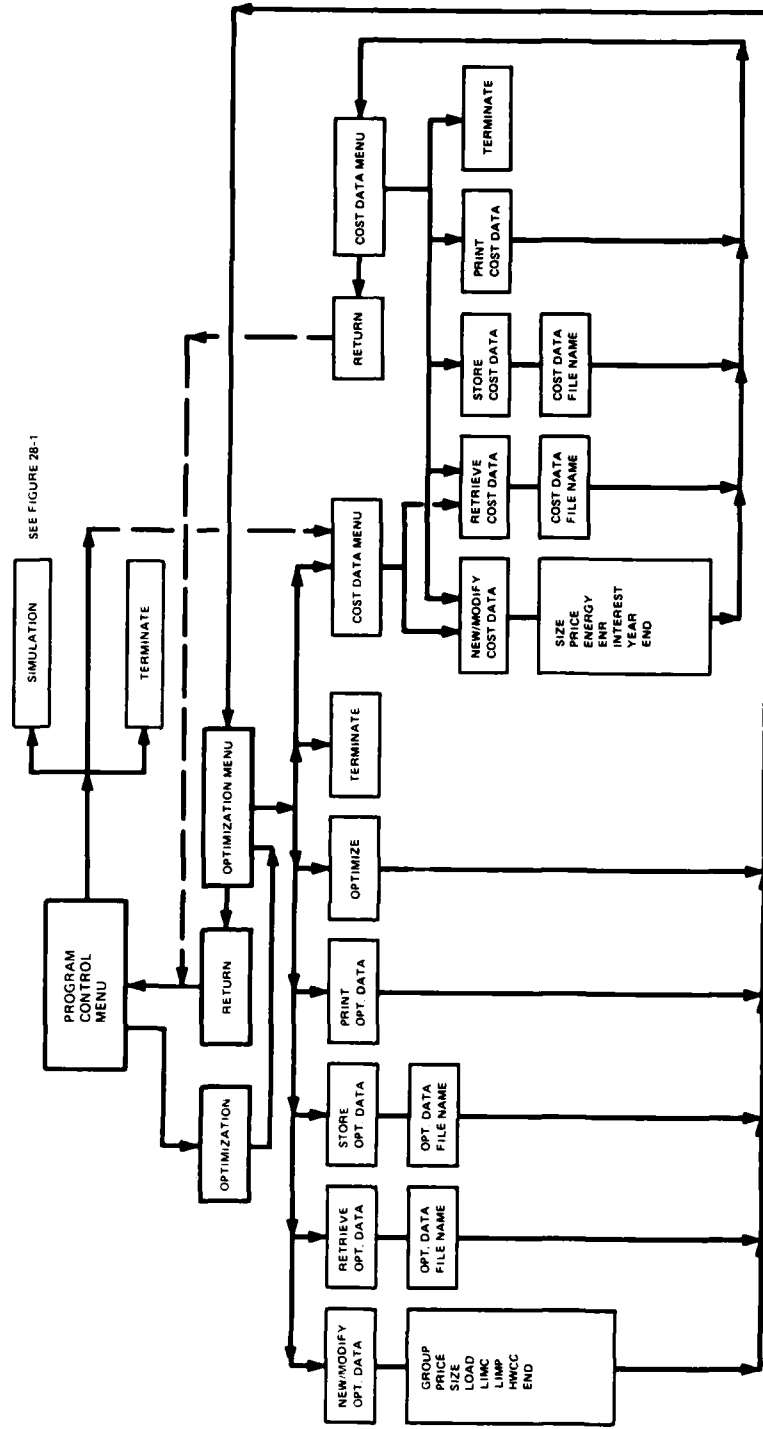 PROGRAM
CONTROL
MENU
SIMULATION
SEE FIGURE 28-1
TERMINATE
OPTIMIZATION
RETURN
OPTIMIZATION MENU
NEW/MODIFY
OPT. DATA
GROUP
PRICE
SIZE
LOAD
LIMC
LIMP
HWCC
END
RETRIEVE
OPT. DATA
OPT. DATA
FILE NAME
STORE
OPT. DATA
OPT. DATA
FILE NAME
PRINT
OPT. DATA
OPTIMIZE
TERMINATE
COST DATA MENU
RETURN
COST DATA MENU
NEW/MODIFY
COST DATA
SIZE
PRICE
ENERGY
ENR
INTEREST
YEAR
END
RETRIEVE
COST DATA
COST DATA
FILE NAME
STORE
COST DATA
COST DATA
FILE NAME
PRINT
COST DATA
TERMINATE